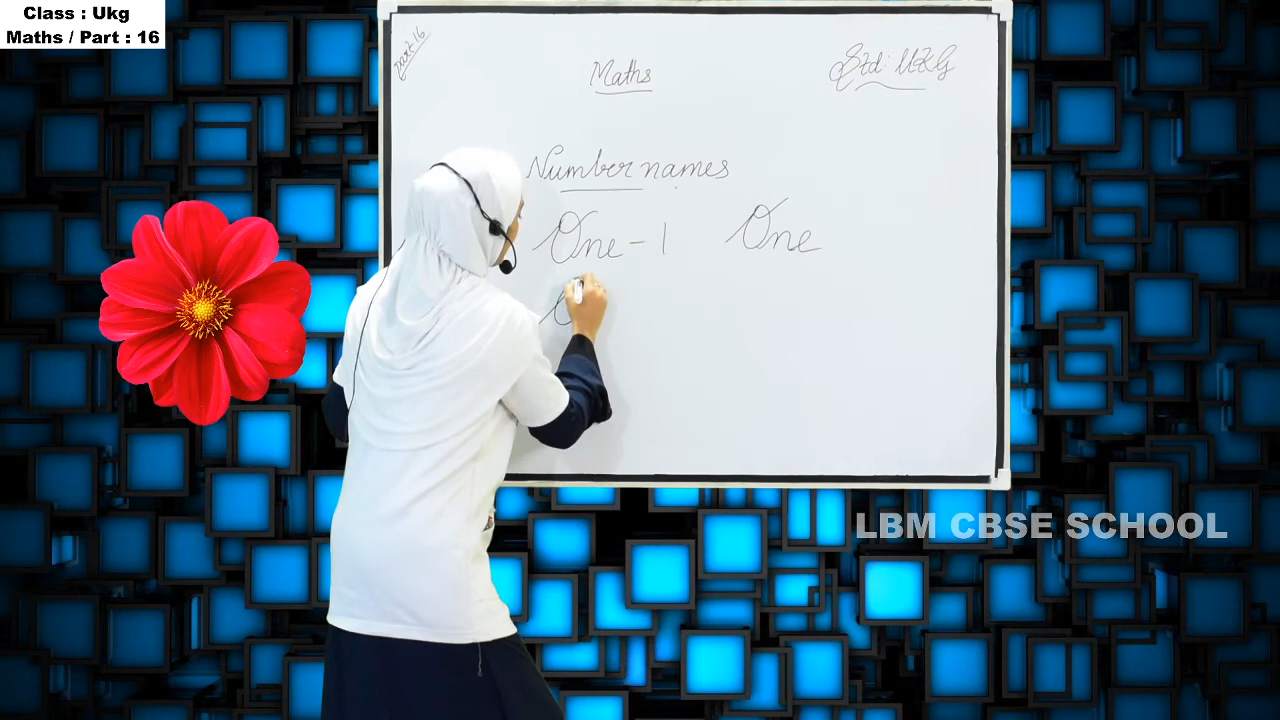 Class : Ukg
Maths / Part : 16
part 16
Maths
Std: UKG
Number names
One - 1 One
LBM CBSE SCHOOL